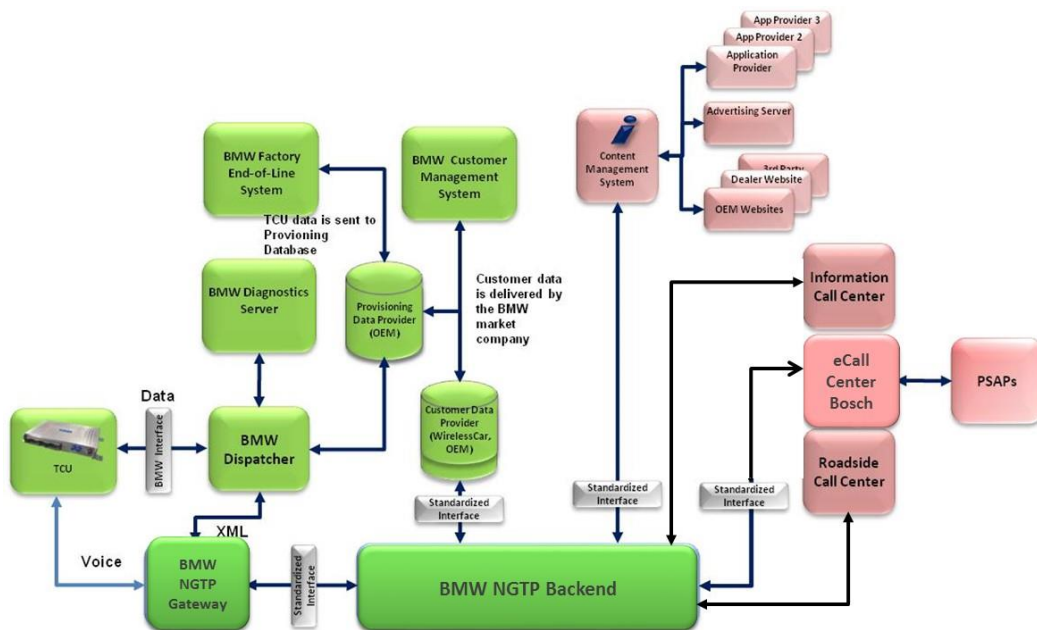 App Provider 3
App Provider 2
Application
Provider
Advertising Server
3rd Party
Dealer Website
OEM Websites
Content
Management
System
BMW Factory
End-of-Line
System
BMW Customer
Management
System
TCU data is sent to
Provioning
Database
BMW Diagnostics
Server
Provisioning
Data Provider
(OEM)
Customer data
is delivered by
the BMW
market
company
Information
Call Center
eCall
Center
Bosch
PSAPs
Roadside
Call Center
Data
BMW Interface
TCU
BMW
Dispatcher
Customer Data
Provider
(WirelessCar,
OEM)
Standardized
Interface
Standardized
Interface
Standardized
Interface
XML
Voice
BMW
NGTP
Gateway
Standardized
Interface
BMW NGTP Backend